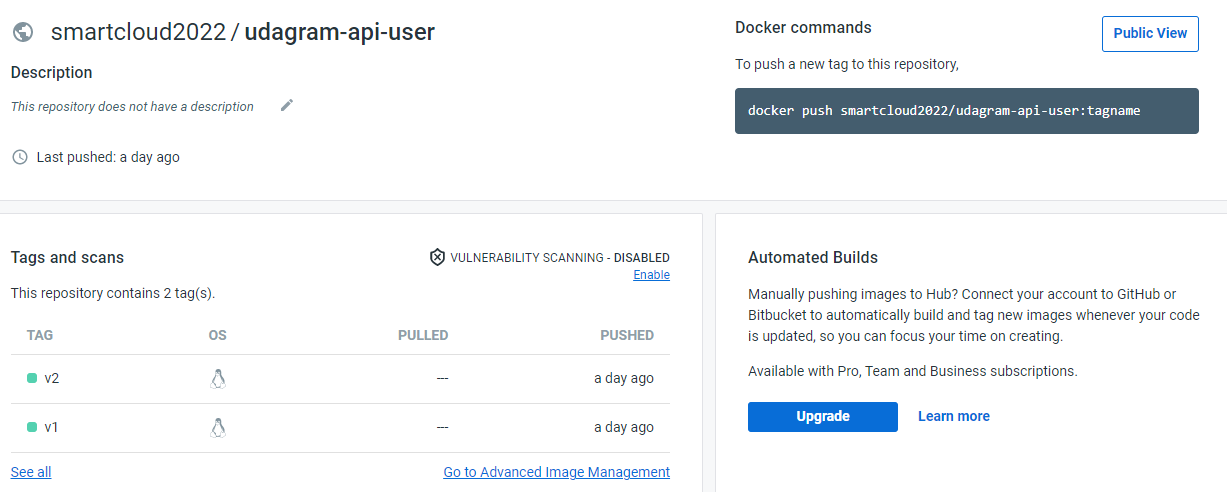 smartcloud2022 / udagram-api-user
Description
This repository does not have a description
Last pushed: a day ago
Docker commands
Public View
To push a new tag to this repository,
docker push smartcloud2022/udagram-api-user:tagname
Tags and scans
VULNERABILITY SCANNING - DISABLED
Enable
This repository contains 2 tag(s).
TAG OS PULLED PUSHED
v2 --- a day ago
v1 --- a day ago
See all
Go to Advanced Image Management
Automated Builds
Manually pushing images to Hub? Connect your account to GitHub or
Bitbucket to automatically build and tag new images whenever your code
is updated, so you can focus your time on creating.
Available with Pro, Team and Business subscriptions.
Upgrade
Learn more